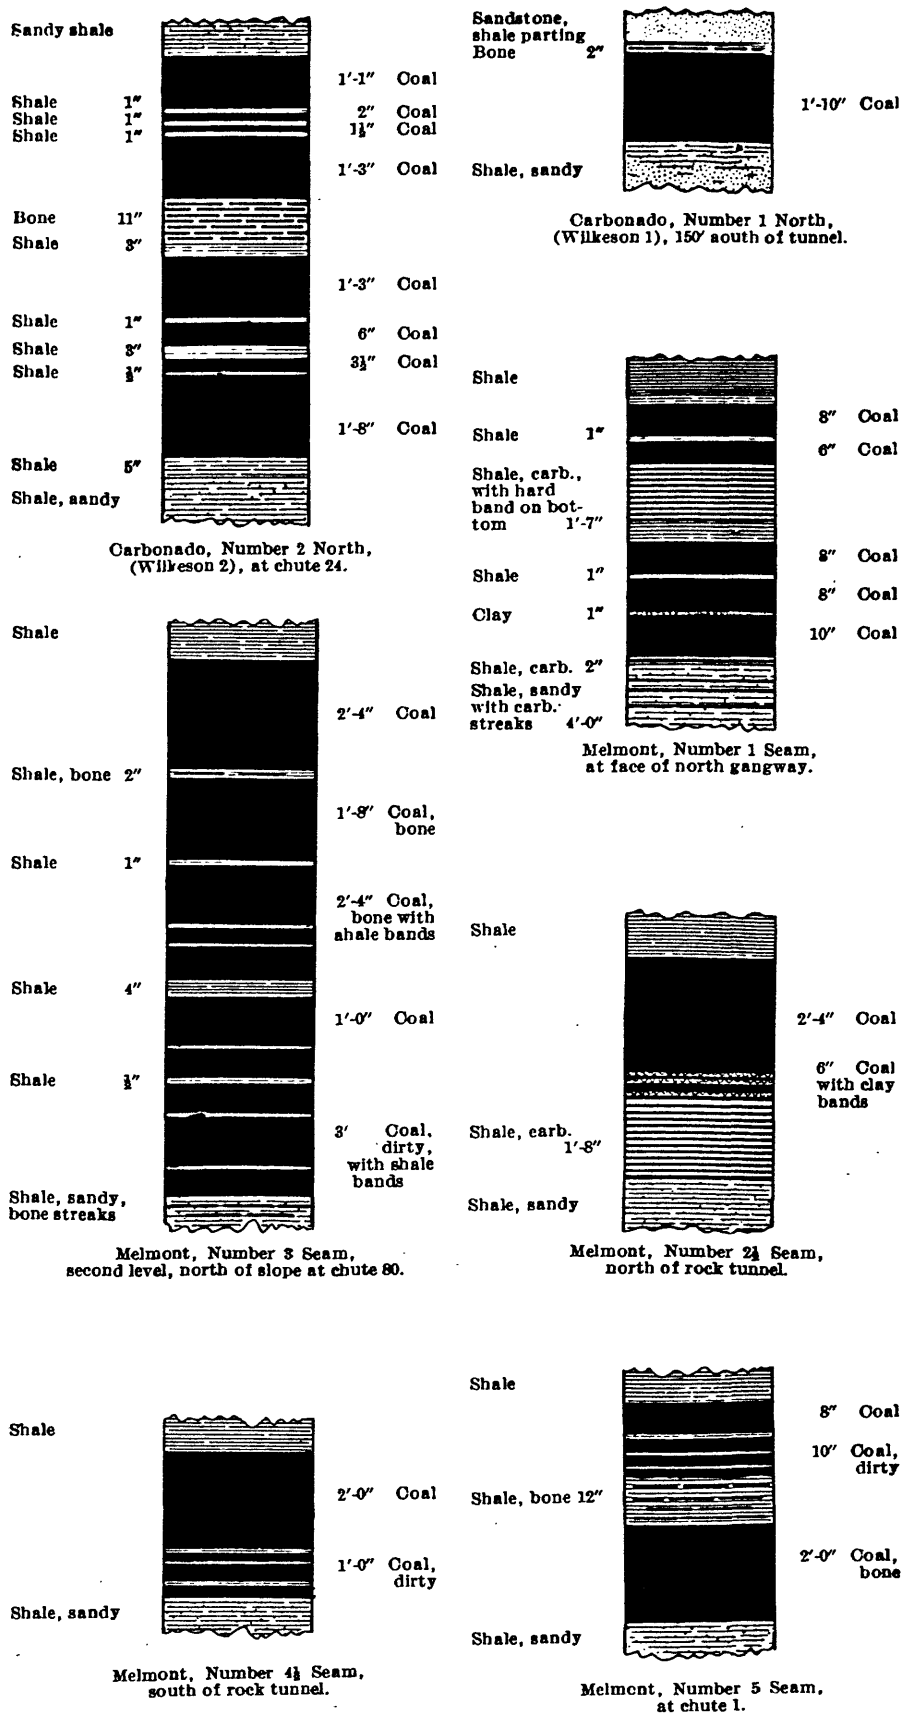 Sandy shale
1'-1" Coal
Shale 1"
2" Coal
Shale 1"
1½" Coal
Shale 1"
1'-3" Coal
Bone 11"
Shale 3"
1'-3" Coal
Shale 1"
6" Coal
Shale 3"
3½" Coal
Shale ½"
1'-8" Coal
Shale 5"
Shale, sandy
Carbonado, Number 2 North,
(Wilkeson 2), at chute 24.
Sandstone,
shale parting
Bone 2"
1'-10" Coal
Shale, sandy
Carbonado, Number 1 North,
(Wilkeson 1), 150' south of tunnel.
Shale
8" Coal
Shale 1"
6" Coal
Shale, carb.,
with hard
band on bot-
tom 1'-7"
8" Coal
Shale 1"
8" Coal
Clay 1"
10" Coal
Shale, carb. 2"
Shale, sandy
with carb.
streaks 4'-0"
Melmont, Number 1 Seam,
at face of north gangway.
Shale
2'-4" Coal
Shale, bone 2"
1'-8" Coal,
bone
Shale 1"
2'-4" Coal,
bone with
shale bands
Shale 4"
1'-0" Coal
Shale ½"
3' Coal,
dirty,
with shale
bands
Shale, sandy,
bone streaks
Melmont, Number 3 Seam,
second level, north of slope at chute 80.
Shale
2'-4" Coal
6" Coal
with clay
bands
Shale, carb.
1'-8"
Shale, sandy
Melmont, Number 2½ Seam,
north of rock tunnel.
Shale
2'-0" Coal
1'-0" Coal,
dirty
Shale, sandy
Melmont, Number 4½ Seam,
south of rock tunnel.
Shale
8" Coal
10" Coal,
dirty
Shale, bone 12"
2'-0" Coal,
bone
Shale, sandy
Melmont, Number 5 Seam,
at chute 1.